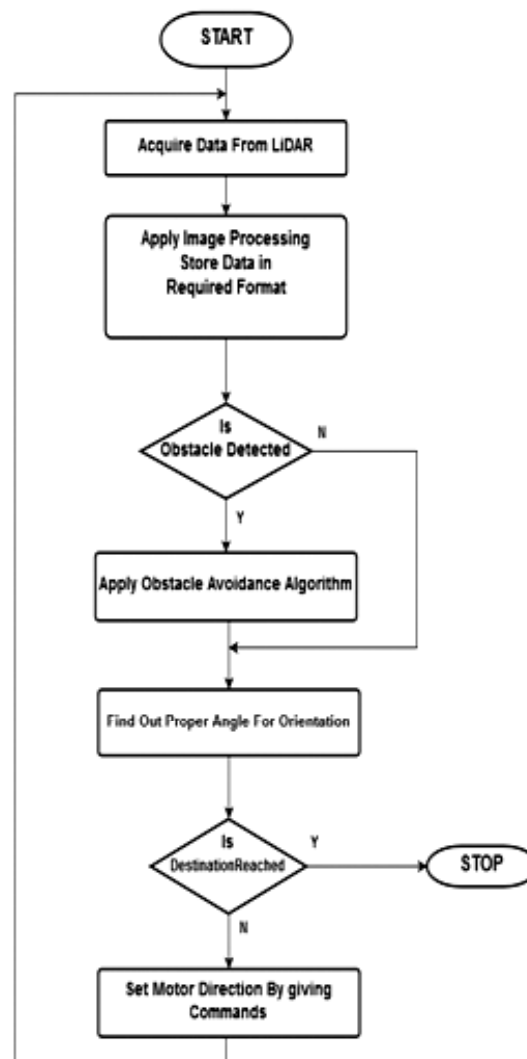 START
Acquire Data From LiDAR
Apply Image Processing
Store Data in
Required Format
Is
Obstacle Detected
N
Y
Apply Obstacle Avoidance Algorithm
Find Out Proper Angle For Orientation
Is
DestinationReached
Y
STOP
N
Set Motor Direction By giving
Commands